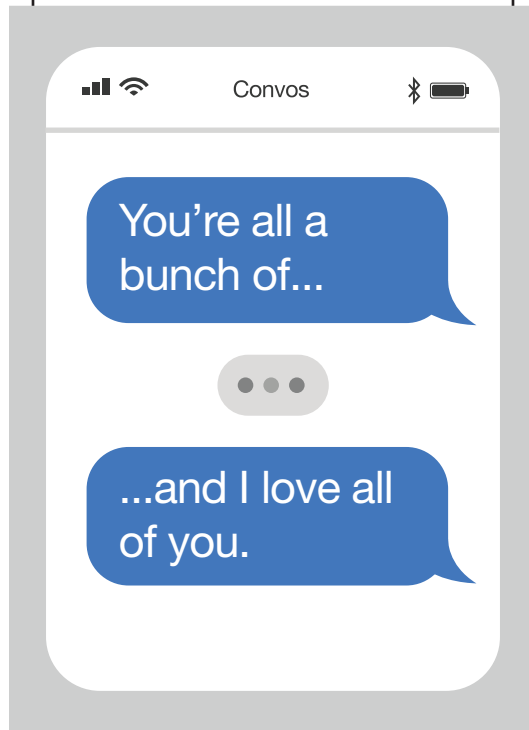 Convos
You’re all a
bunch of...
...and I love all
of you.